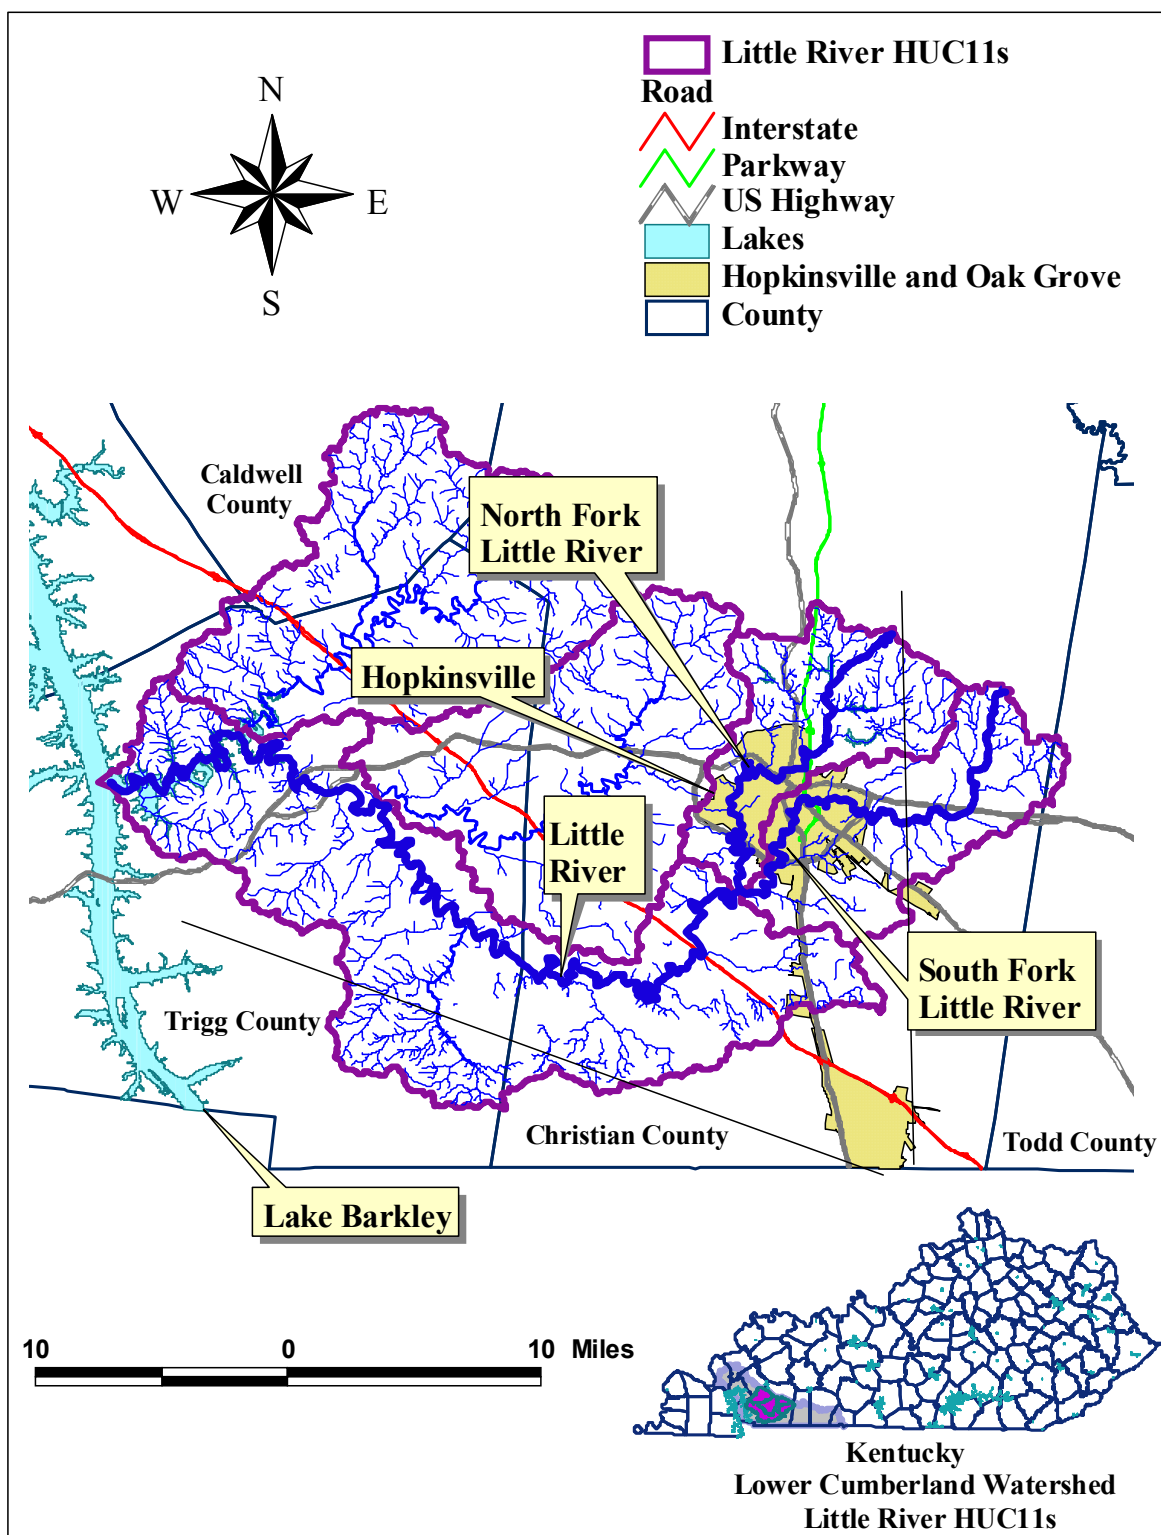 Little River HUC11s
Road
Interstate
Parkway
US Highway
Lakes
Hopkinsville and Oak Grove
County
N
W
E
S
Caldwell
County
North Fork
Little River
Hopkinsville
Little
River
South Fork
Little River
Trigg County
Christian County
Todd County
Lake Barkley
10
0
10 Miles
Kentucky
Lower Cumberland Watershed
Little River HUC11s